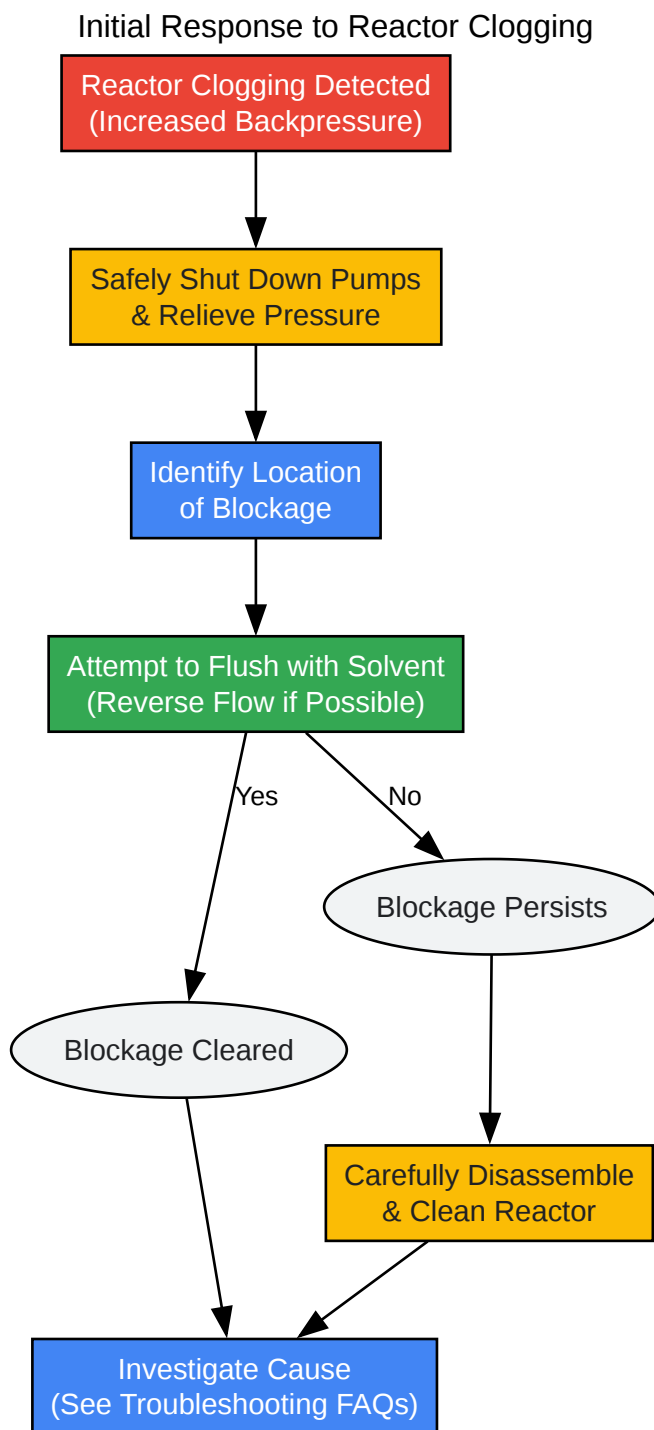 Initial Response to Reactor Clogging
Reactor Clogging Detected
(Increased Backpressure)
Safely Shut Down Pumps
& Relieve Pressure
Identify Location
of Blockage
Attempt to Flush with Solvent
(Reverse Flow if Possible)
Yes
No
Blockage Persists
Blockage Cleared
Carefully Disassemble
& Clean Reactor
Investigate Cause
(See Troubleshooting FAQs)